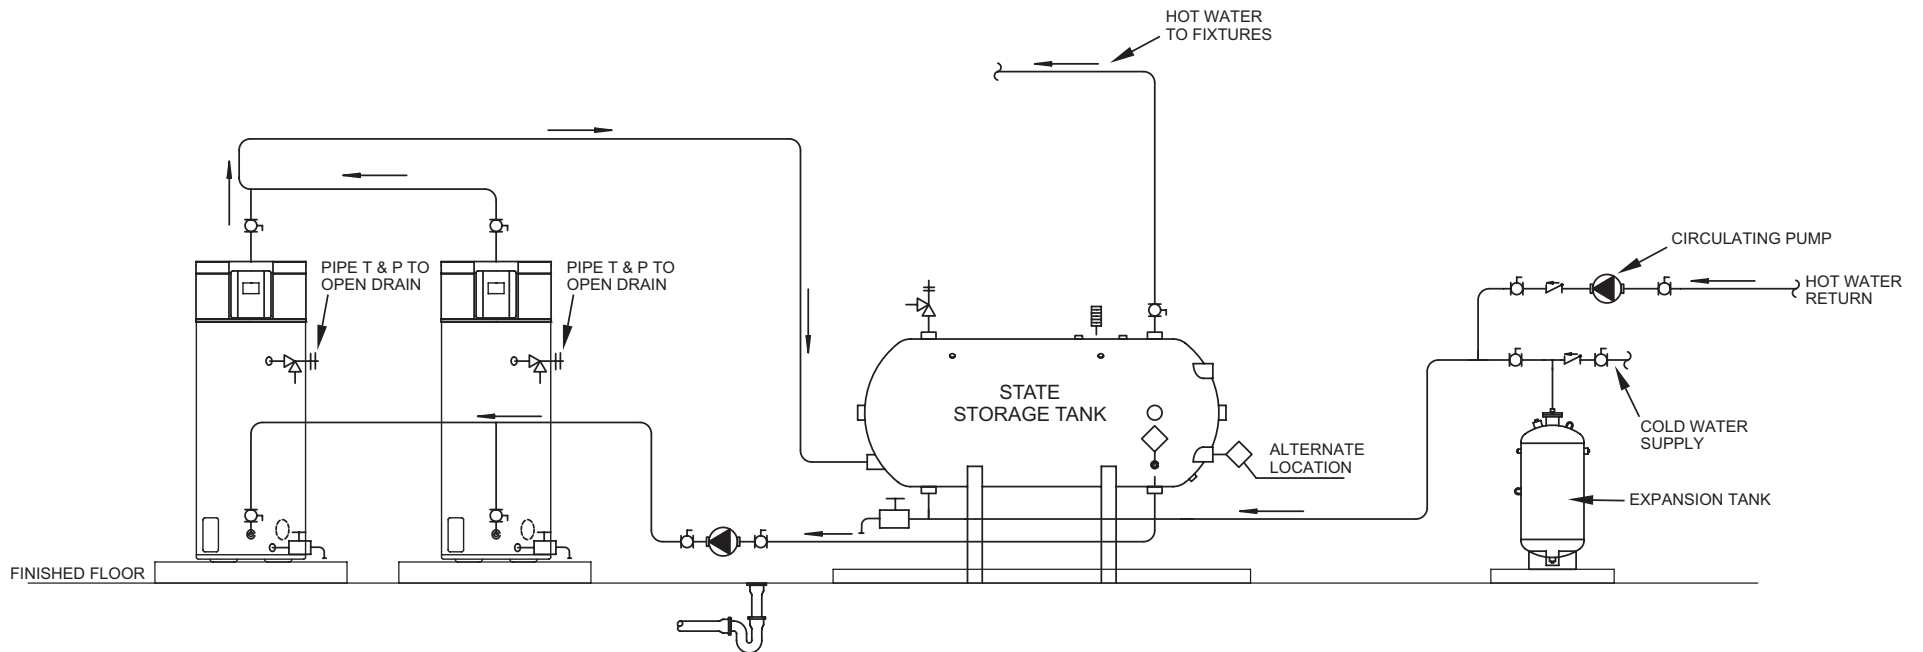 HOT WATER
TO FIXTURES
CIRCULATING PUMP
PIPE T & P TO
OPEN DRAIN
PIPE T & P TO
OPEN DRAIN
HOT WATER
RETURN
STATE
STORAGE TANK
COLD WATER
SUPPLY
ALTERNATE
LOCATION
EXPANSION TANK
FINISHED FLOOR